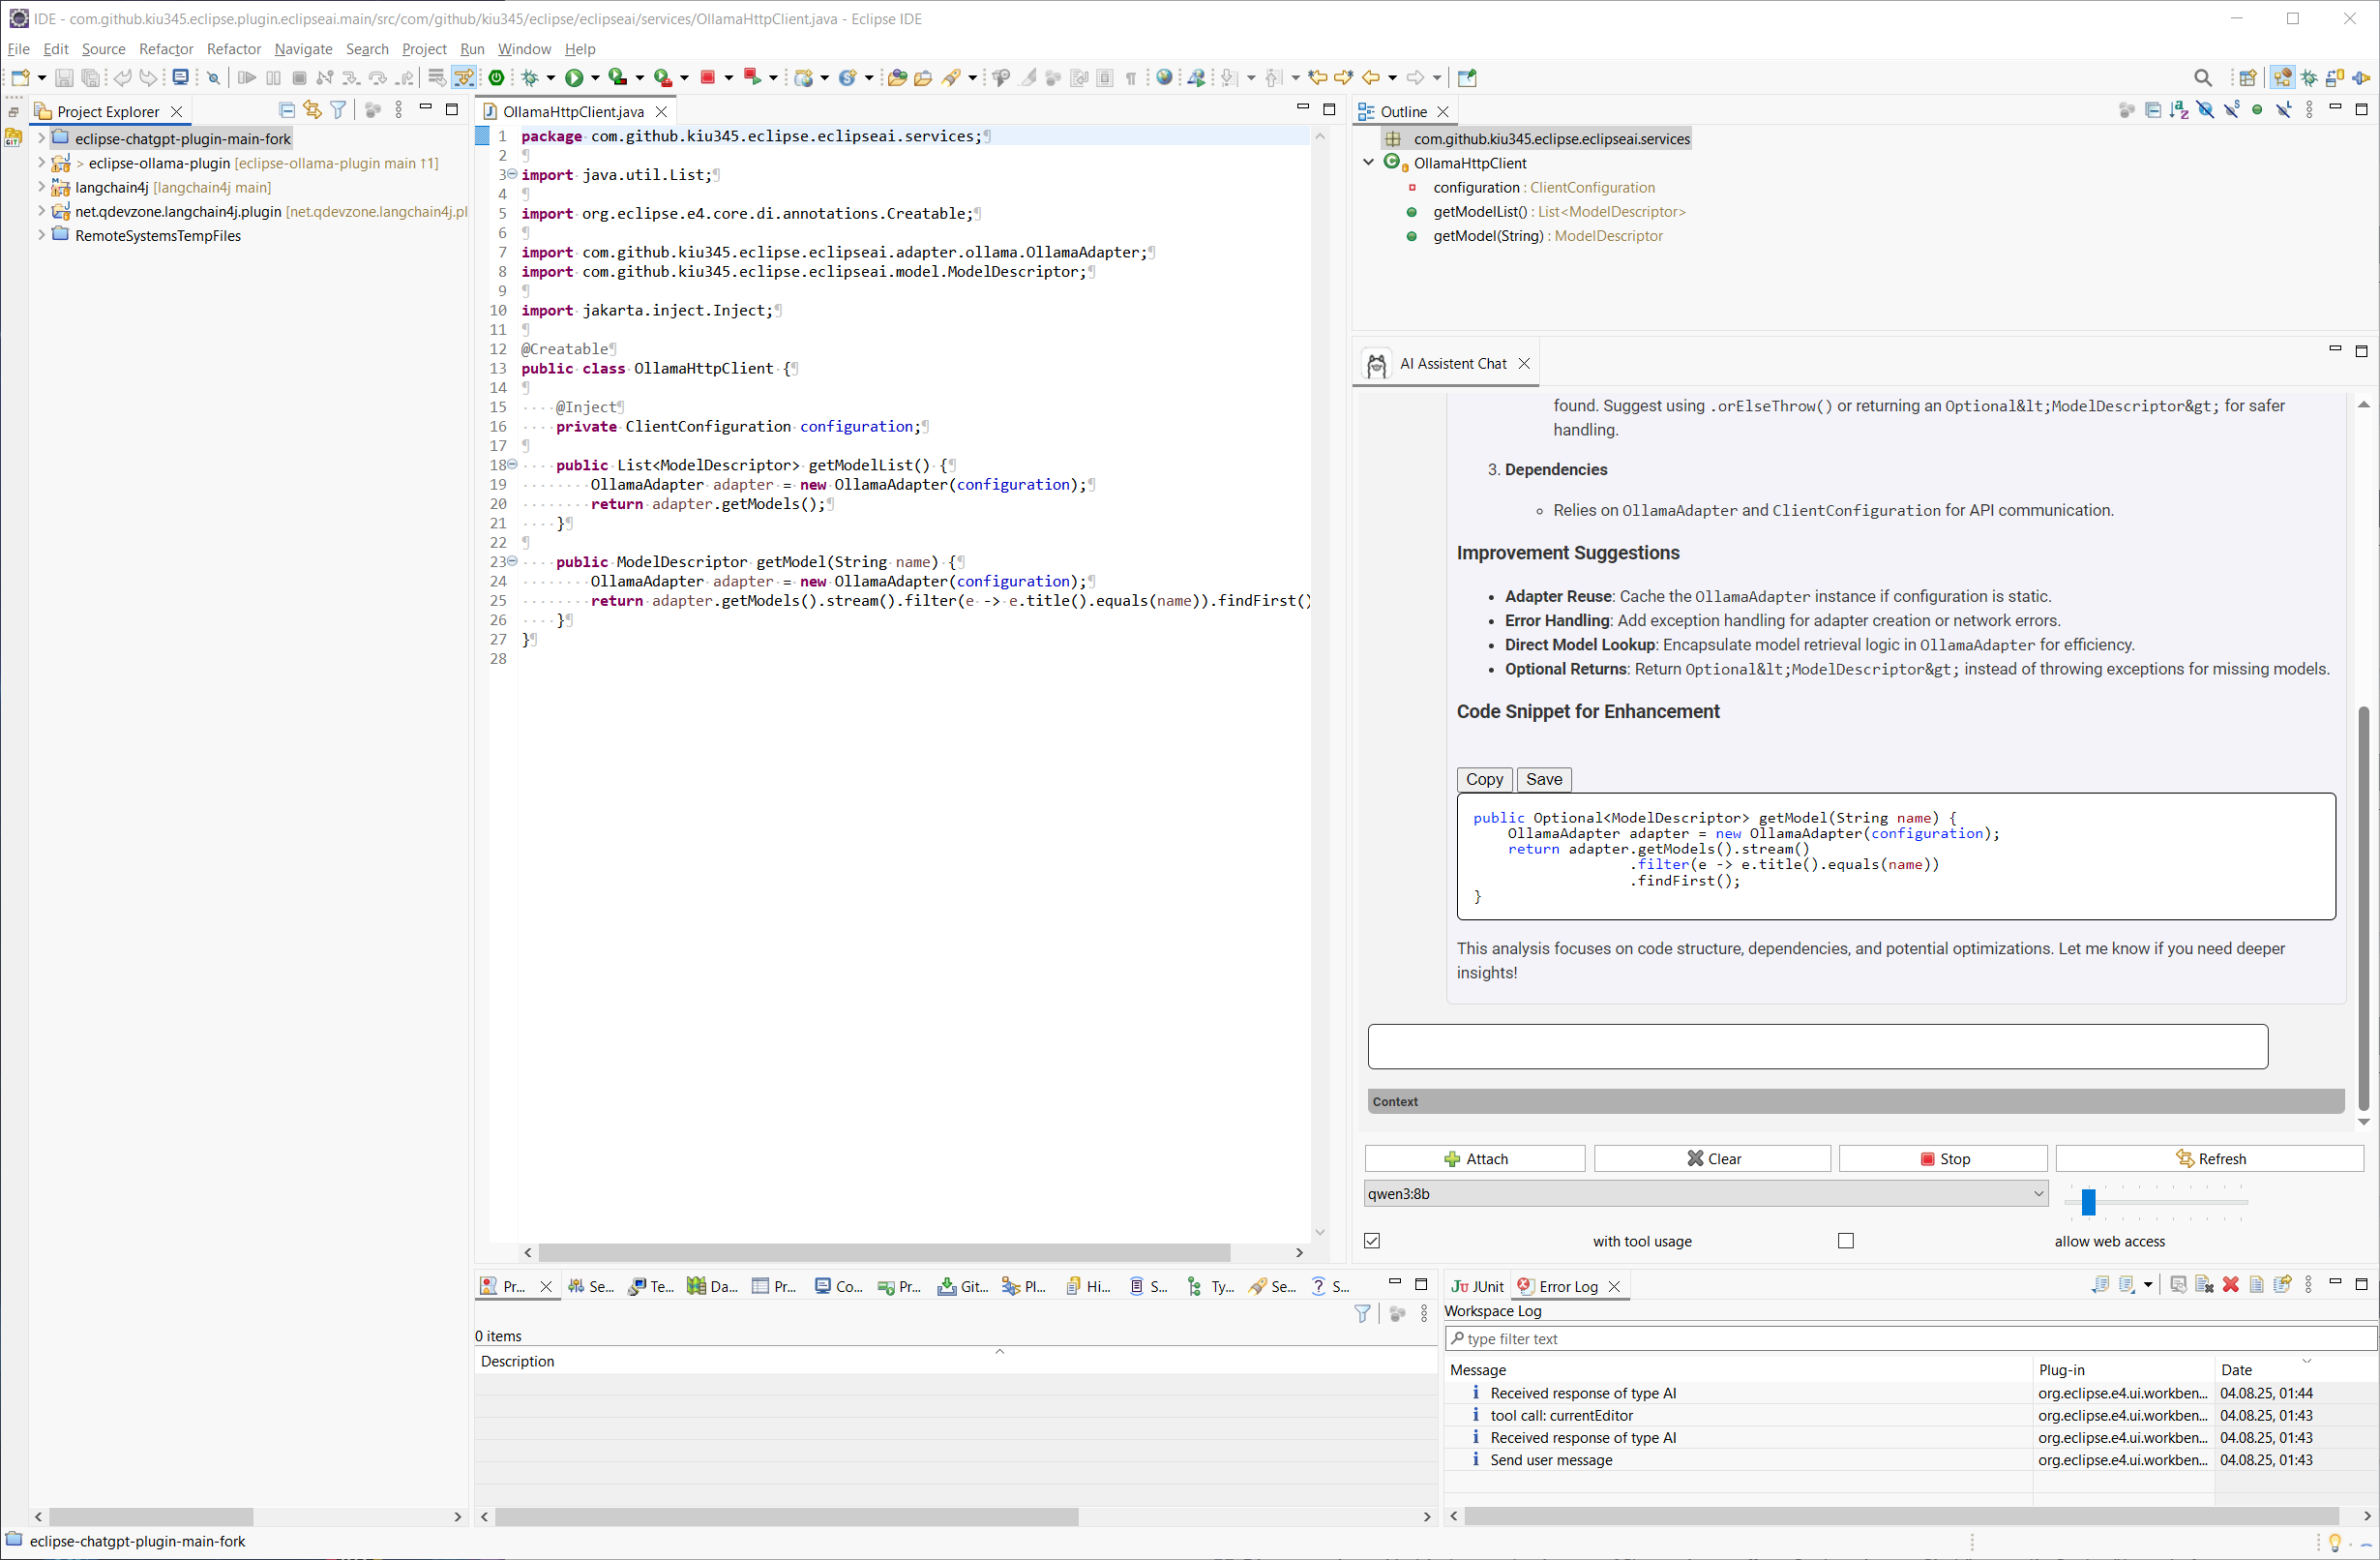 IDE - com.github.kiu345.eclipse.plugin.eclipseai.main/src/com/github/kiu345/eclipse/eclipseai/services/OllamaHttpClient.java - Eclipse IDE
File Edit Source Refactor Refactor Navigate Search Project Run Window Help
Project Explorer
eclipse-chatgpt-plugin-main-fork
> eclipse-ollama-plugin [eclipse-ollama-plugin main ↑1]
langchain4j [langchain4j main]
net.qdevzone.langchain4j.plugin [net.qdevzone.langchain4j.pl
RemoteSystemsTempFiles
OllamaHttpClient.java
1 package com.github.kiu345.eclipse.eclipseai.services;¶
2 ¶
3 import java.util.List;¶
4 ¶
5 import org.eclipse.e4.core.di.annotations.Creatable;¶
6 ¶
7 import com.github.kiu345.eclipse.eclipseai.adapter.ollama.OllamaAdapter;¶
8 import com.github.kiu345.eclipse.eclipseai.model.ModelDescriptor;¶
9 ¶
10 import jakarta.inject.Inject;¶
11 ¶
12 @Creatable¶
13 public class OllamaHttpClient {¶
14 ¶
15 @Inject¶
16 private ClientConfiguration configuration;¶
17 ¶
18 public List<ModelDescriptor> getModelList() {¶
19 OllamaAdapter adapter = new OllamaAdapter(configuration);¶
20 return adapter.getModels();¶
21 }¶
22 ¶
23 public ModelDescriptor getModel(String name) {¶
24 OllamaAdapter adapter = new OllamaAdapter(configuration);¶
25 return adapter.getModels().stream().filter(e -> e.title().equals(name)).findFirst()
26 }¶
27 }¶
28
Outline
com.github.kiu345.eclipse.eclipseai.services
OllamaHttpClient
configuration : ClientConfiguration
getModelList() : List<ModelDescriptor>
getModel(String) : ModelDescriptor
AI Assistent Chat
found. Suggest using .orElseThrow() or returning an Optional&lt;ModelDescriptor&gt; for safer
handling.
3. Dependencies
Relies on OllamaAdapter and ClientConfiguration for API communication.
Improvement Suggestions
• Adapter Reuse: Cache the OllamaAdapter instance if configuration is static.
• Error Handling: Add exception handling for adapter creation or network errors.
• Direct Model Lookup: Encapsulate model retrieval logic in OllamaAdapter for efficiency.
• Optional Returns: Return Optional&lt;ModelDescriptor&gt; instead of throwing exceptions for missing models.
Code Snippet for Enhancement
Copy Save
public Optional<ModelDescriptor> getModel(String name) {
OllamaAdapter adapter = new OllamaAdapter(configuration);
return adapter.getModels().stream()
.filter(e -> e.title().equals(name))
.findFirst();
}
This analysis focuses on code structure, dependencies, and potential optimizations. Let me know if you need deeper
insights!
Context
Attach Clear Stop Refresh
qwen3:8b
with tool usage allow web access
Pr... Se... Te... Da... Pr... Co... Pr... Git... Pl... Hi... S... Ty... Se... S...
0 items
Description
JUnit Error Log
Workspace Log
type filter text
Message Plug-in Date
Received response of type AI org.eclipse.e4.ui.workben... 04.08.25, 01:44
tool call: currentEditor org.eclipse.e4.ui.workben... 04.08.25, 01:43
Received response of type AI org.eclipse.e4.ui.workben... 04.08.25, 01:43
Send user message org.eclipse.e4.ui.workben... 04.08.25, 01:43
eclipse-chatgpt-plugin-main-fork